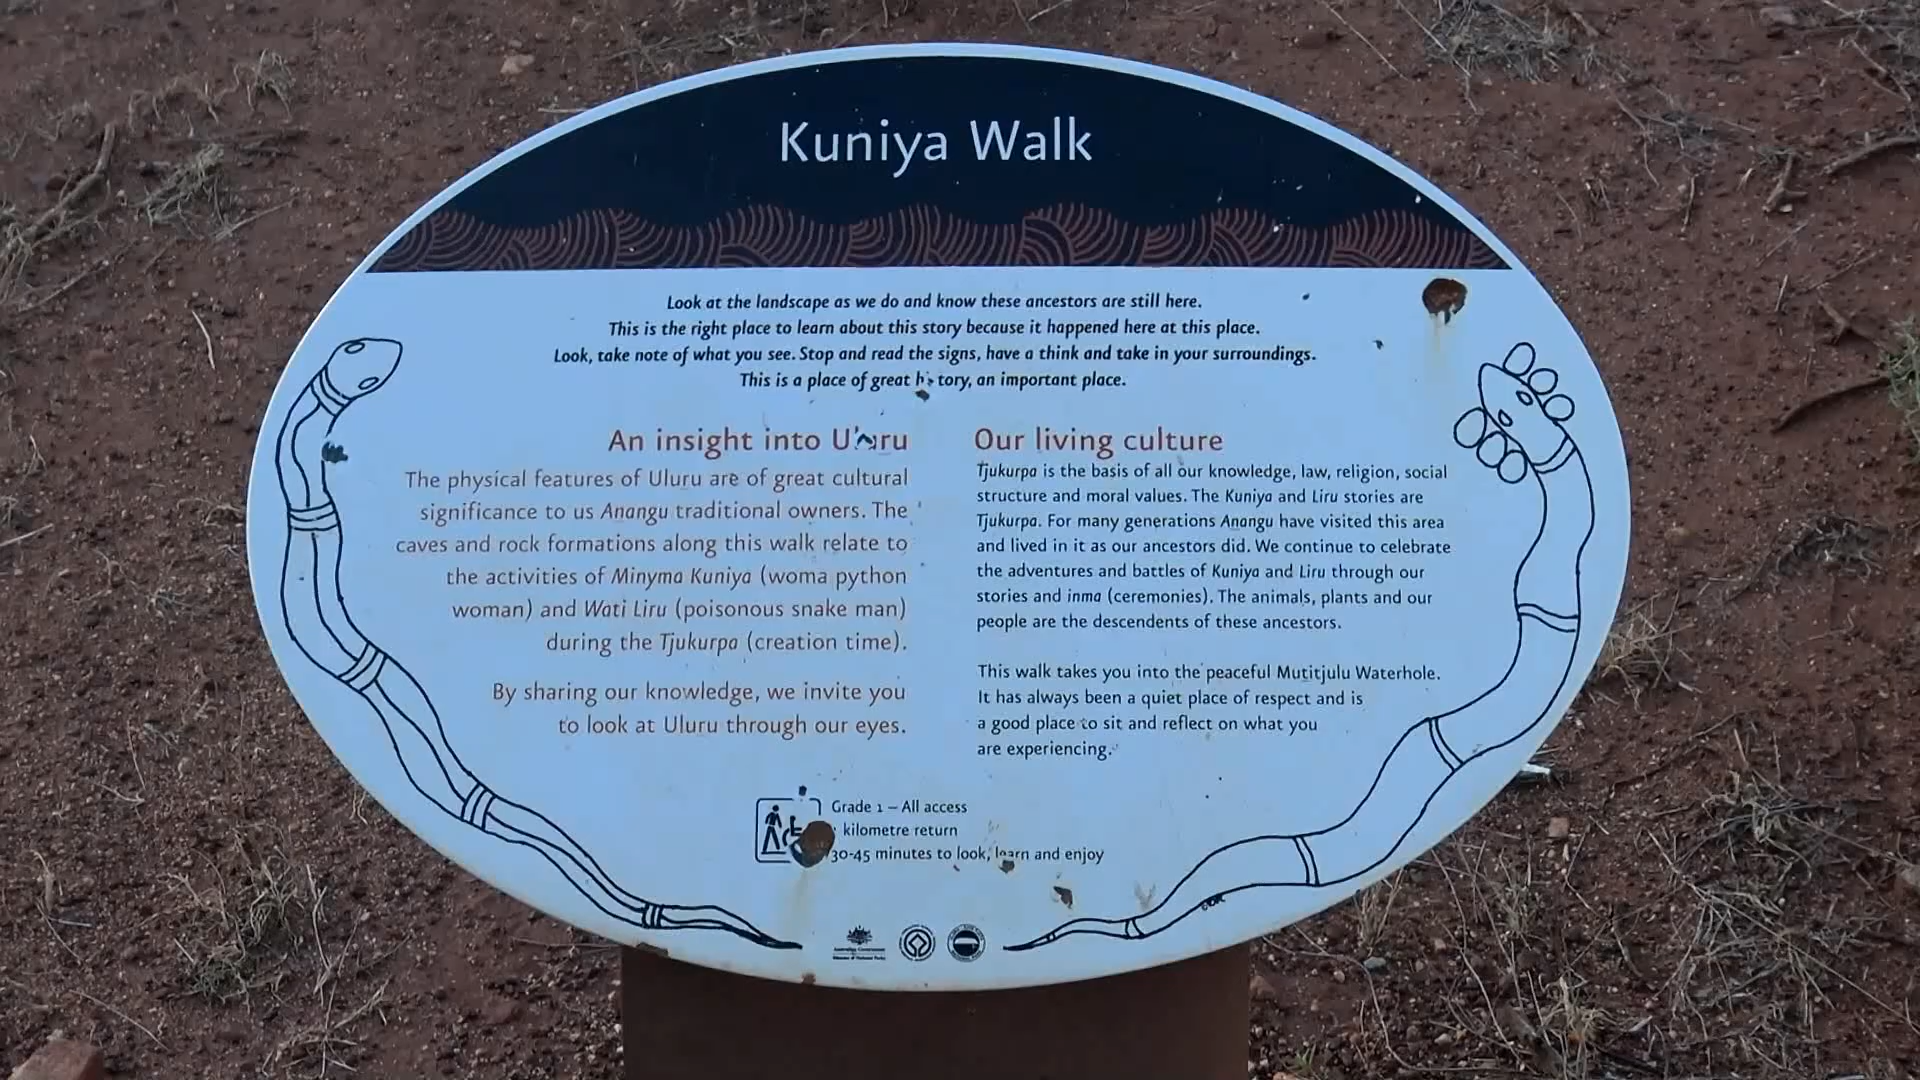 Kuniya Walk
Look at the landscape as we do and know these ancestors are still here.
This is the right place to learn about this story because it happened here at this place.
Look, take note of what you see. Stop and read the signs, have a think and take in your surroundings.
This is a place of great history, an important place.
An insight into Uluru
The physical features of Uluru are of great cultural
significance to us Anangu traditional owners. The
caves and rock formations along this walk relate to
the activities of Minyma Kuniya (woma python
woman) and Wati Liru (poisonous snake man)
during the Tjukurpa (creation time).
By sharing our knowledge, we invite you
to look at Uluru through our eyes.
Our living culture
Tjukurpa is the basis of all our knowledge, law, religion, social
structure and moral values. The Kuniya and Liru stories are
Tjukurpa. For many generations Anangu have visited this area
and lived in it as our ancestors did. We continue to celebrate
the adventures and battles of Kuniya and Liru through our
stories and inma (ceremonies). The animals, plants and our
people are the descendents of these ancestors.
This walk takes you into the peaceful Mutitjulu Waterhole.
It has always been a quiet place of respect and is
a good place to sit and reflect on what you
are experiencing.
Grade 1 – All access
kilometre return
30-45 minutes to look, learn and enjoy
Australian Government